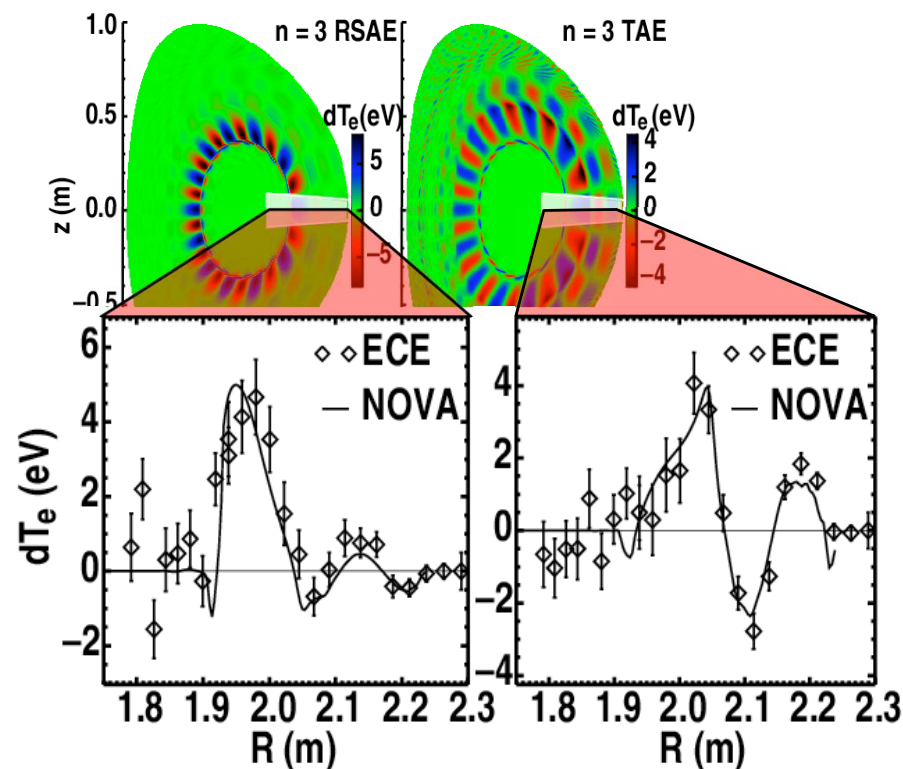 n = 3 RSAE
n = 3 TAE
1.0
0.5
0.0
−0.5
z (m)
dTe(eV)
5
0
−5
dTe(eV)
4
2
0
−2
−4
6
4
2
0
−2
dTe (eV)
ECE
NOVA
1.8 1.9 2.0 2.1 2.2 2.3
R (m)
4
2
0
−2
−4
ECE
NOVA
1.8 1.9 2.0 2.1 2.2 2.3
R (m)